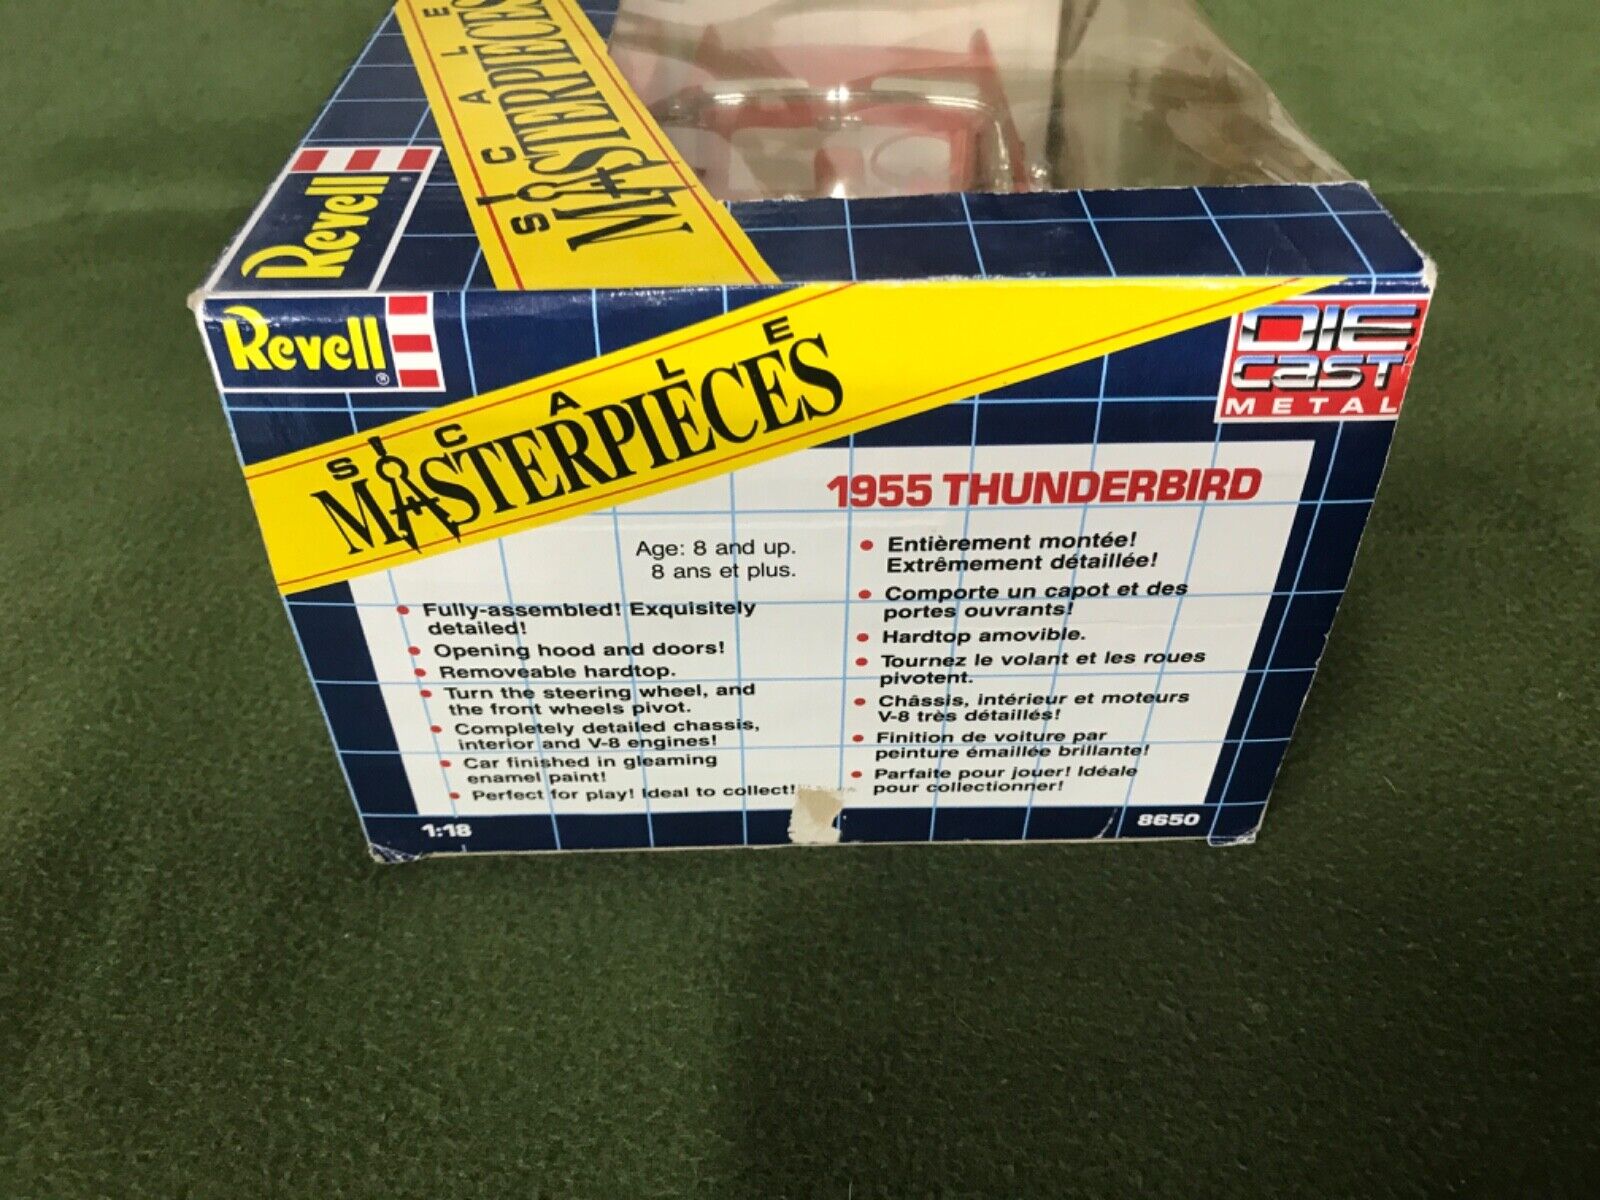 SCALE
MASTERPIECES
Revell®
Revell®
SCALE
MASTERPIECES
DIE
CAST
METAL
1955 THUNDERBIRD
Age: 8 and up.
8 ans et plus.
• Fully-assembled! Exquisitely
detailed!
• Opening hood and doors!
• Removeable hardtop.
• Turn the steering wheel, and
the front wheels pivot.
• Completely detailed chassis,
interior and V-8 engines!
• Car finished in gleaming
enamel paint!
• Perfect for play! Ideal to collect!
• Entièrement montée!
Extrêmement détaillée!
• Comporte un capot et des
portes ouvrants!
• Hardtop amovible.
• Tournez le volant et les roues
pivotent.
• Châssis, intérieur et moteurs
V-8 très détaillés!
• Finition de voiture par
peinture émaillée brillante!
• Parfaite pour jouer! Idéale
pour collectionner!
1:18
8650